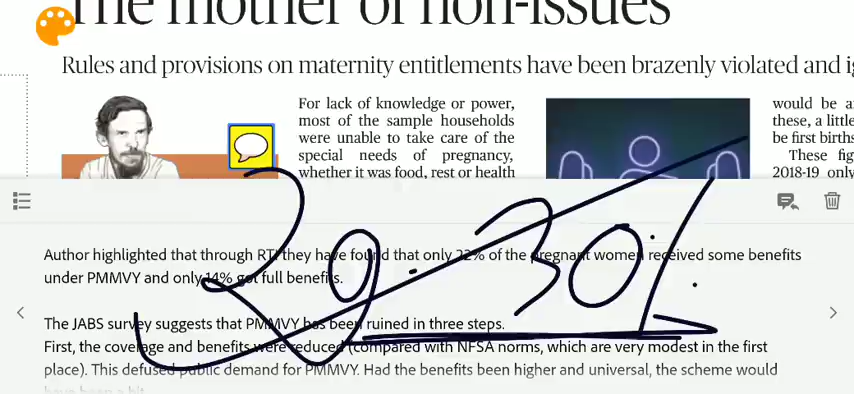 The mother of non-issues
Rules and provisions on maternity entitlements have been brazenly violated and
For lack of knowledge or power,
most of the sample households
were unable to take care of the
special needs of pregnancy,
whether it was food, rest or health
would be
these, a little
be first births
These
2018-19 only
Author highlighted that through RTI they have found that only 22% of the pregnant women received some benefits
under PMMVY and only 14% got full benefits.
The JABS survey suggests that PMMVY has been ruined in three steps.
First, the coverage and benefits were reduced (compared with NFSA norms, which are very modest in the first
place). This defused public demand for PMMVY. Had the benefits been higher and universal, the scheme would
20-30%